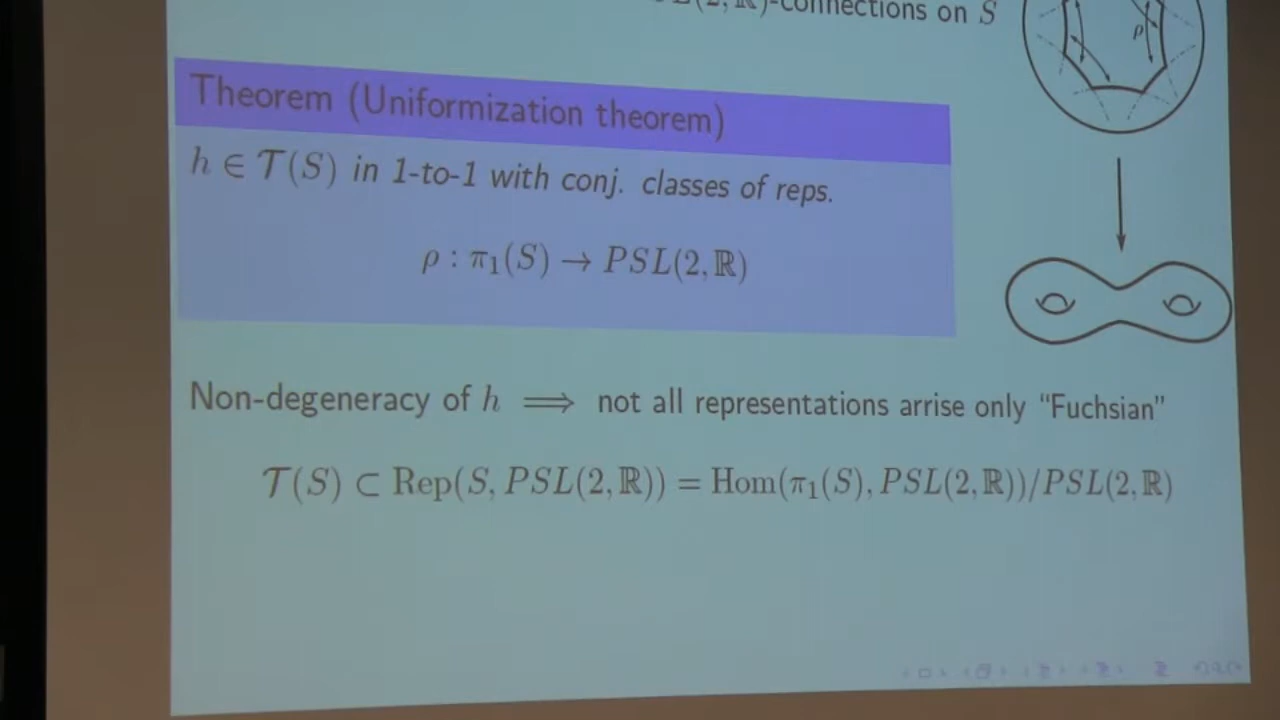 L(2, ℝ)-connections on S
ρ
Theorem (Uniformization theorem)
h ∈ T(S) in 1-to-1 with conj. classes of reps.
ρ : π₁(S) → PSL(2, ℝ)
Non-degeneracy of h ⟹ not all representations arrise only “Fuchsian”
T(S) ⊂ Rep(S, PSL(2, ℝ)) = Hom(π₁(S), PSL(2, ℝ))/PSL(2, ℝ)